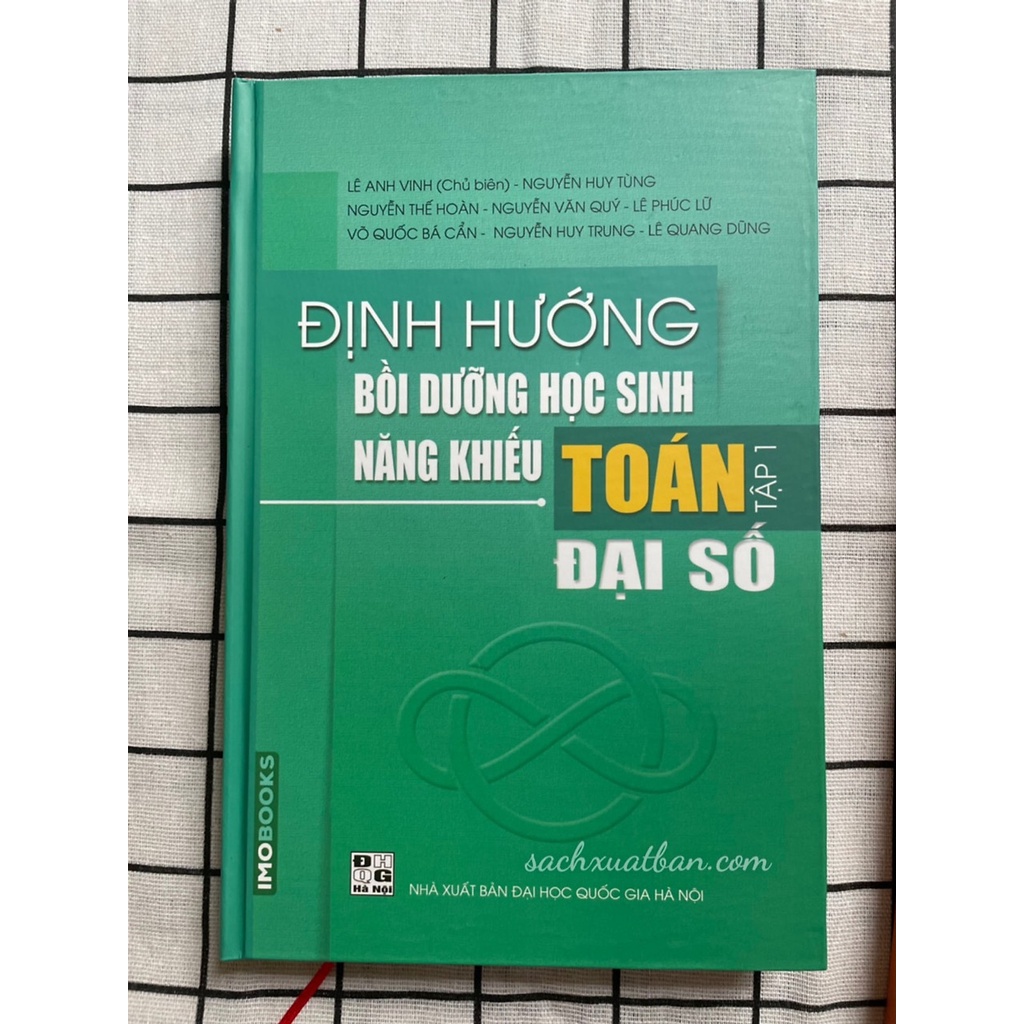 LÊ ANH VINH (Chủ biên) - NGUYỄN HUY TÙNG
NGUYỄN THẾ HOÀN - NGUYỄN VĂN QUÝ - LÊ PHÚC LỮ
VÕ QUỐC BÁ CẨN - NGUYỄN HUY TRUNG - LÊ QUANG DŨNG
ĐỊNH HƯỚNG
BỒI DƯỠNG HỌC SINH
NĂNG KHIẾU
TOÁN
TẬP 1
ĐẠI SỐ
IMOBOOKS
sachxuatban.com
ĐH
QG
Hà Nội
NHÀ XUẤT BẢN ĐẠI HỌC QUỐC GIA HÀ NỘI